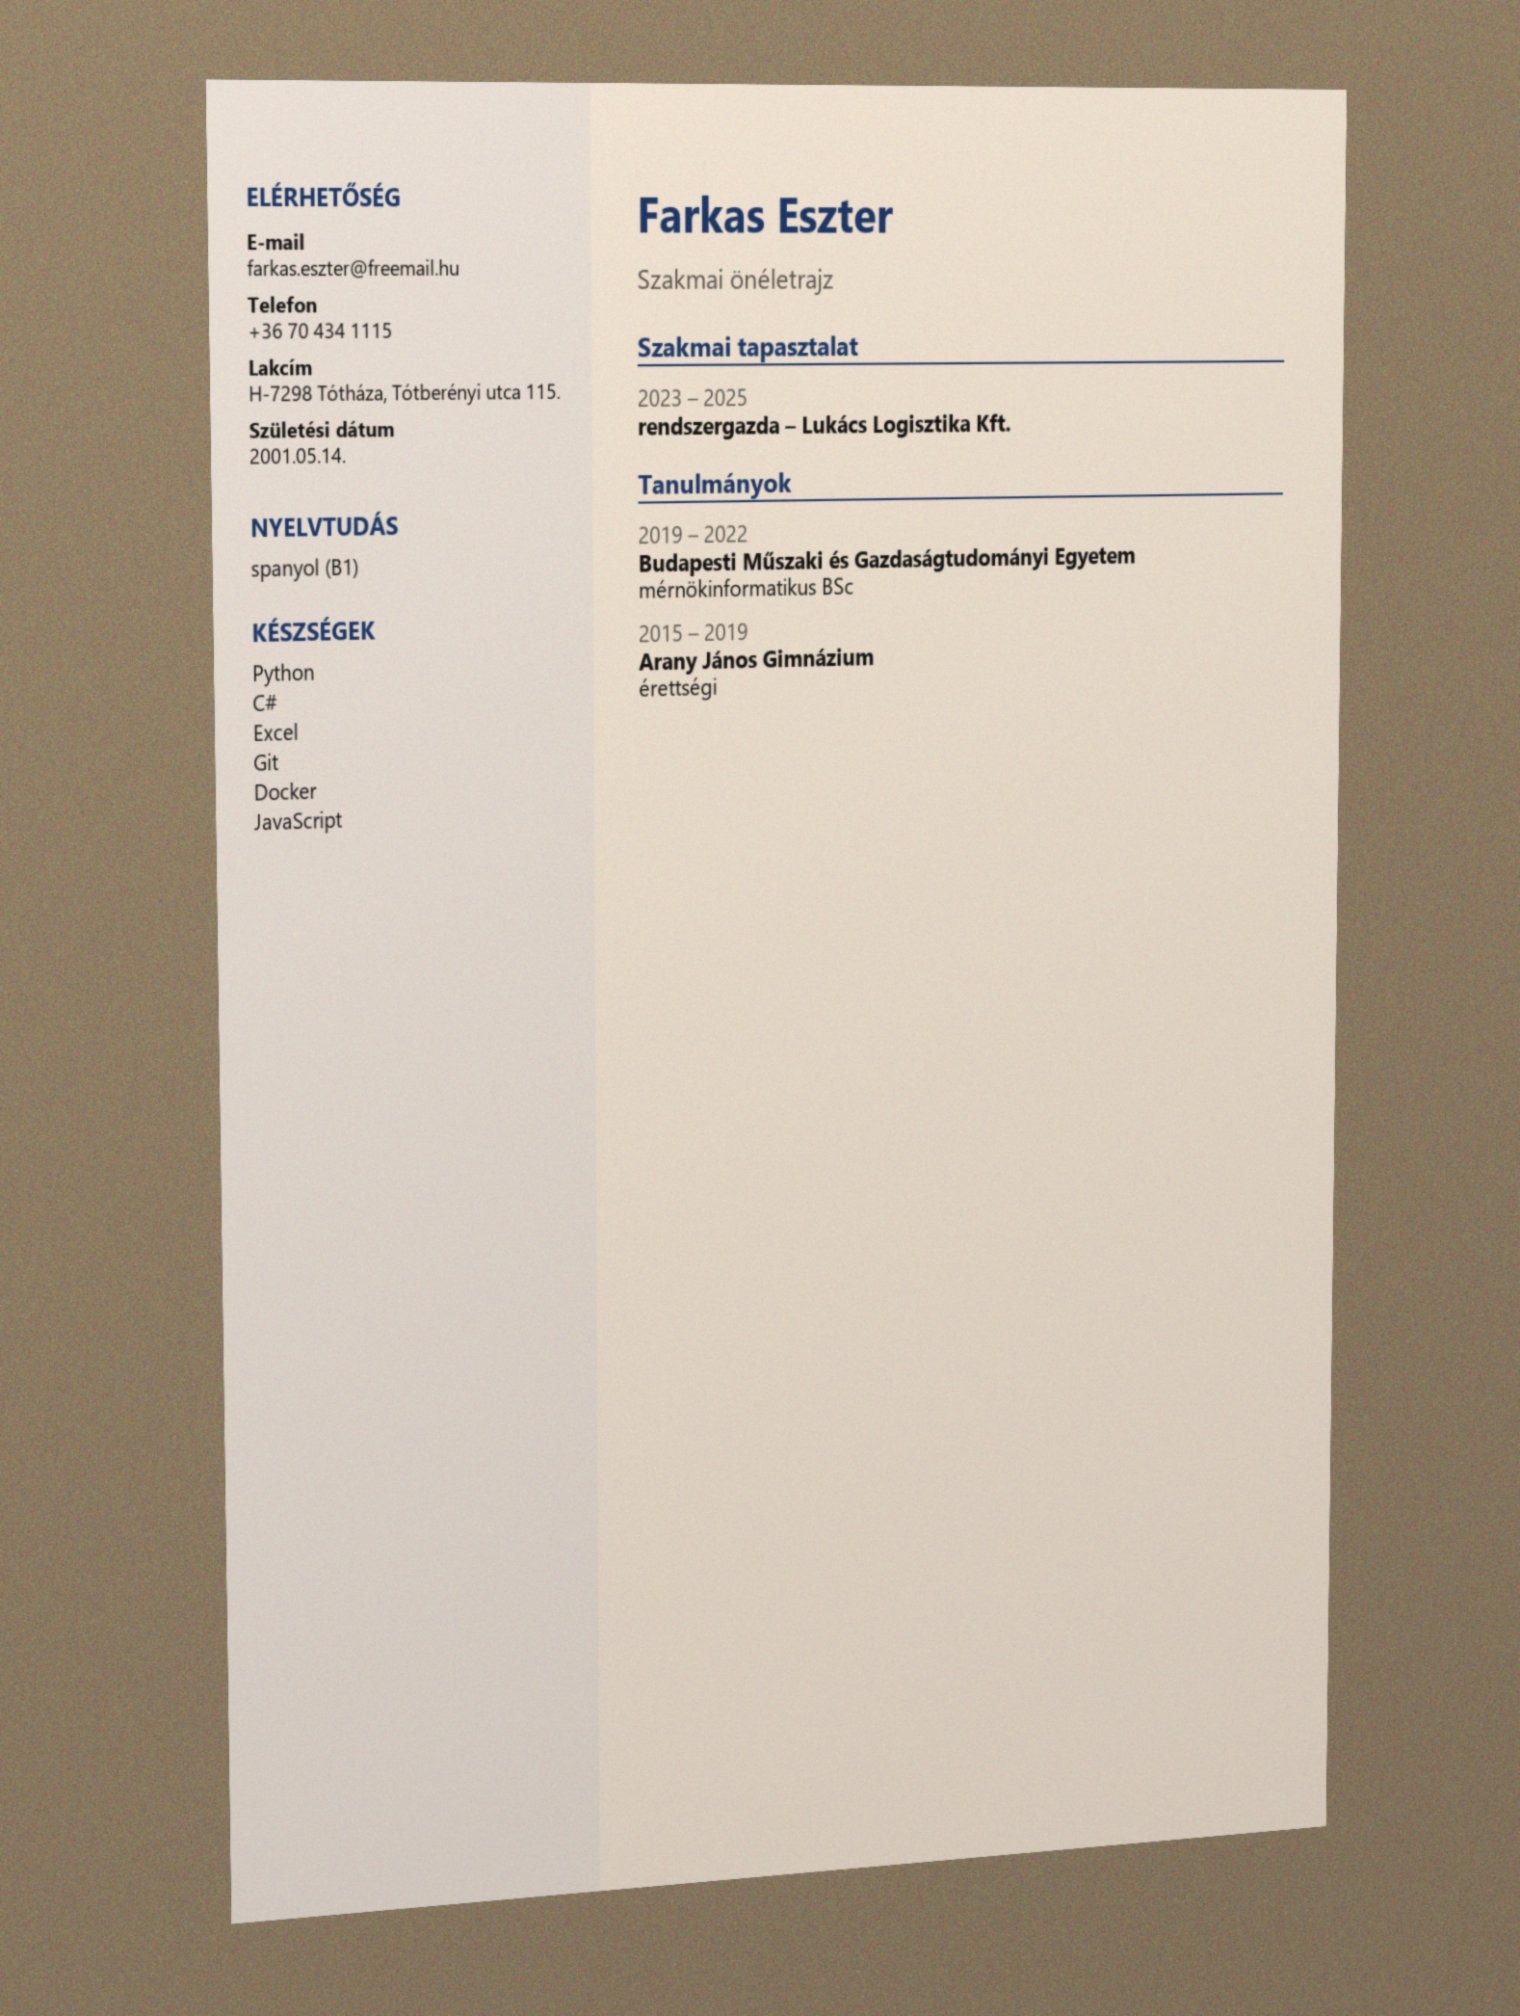 ELÉRHETŐSÉG
E-mail
farkas.eszter@freemail.hu
Telefon
+36 70 434 1115
Lakcím
H-7298 Tótháza, Tótberényi utca 115.
Születési dátum
2001.05.14.
NYELVTUDÁS
spanyol (B1)
KÉSZSÉGEK
Python
C#
Excel
Git
Docker
JavaScript
Farkas Eszter
Szakmai önéletrajz
Szakmai tapasztalat
2023 – 2025
rendszergazda – Lukács Logisztika Kft.
Tanulmányok
2019 – 2022
Budapesti Műszaki és Gazdaságtudományi Egyetem
mérnökinformatikus BSc
2015 – 2019
Arany János Gimnázium
érettségi